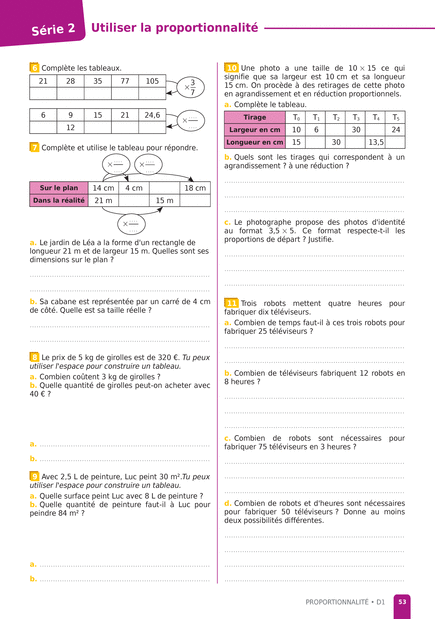 Série 2
Utiliser la proportionnalité
6 Complète les tableaux.
21 28 35 77 105
× 3/7
6 9 15 21 24,6
12
×
7 Complète et utilise le tableau pour répondre.
× ×
Sur le plan 14 cm 4 cm 18 cm
Dans la réalité 21 m 15 m
×
a. Le jardin de Léa a la forme d'un rectangle de
longueur 21 m et de largeur 15 m. Quelles sont ses
dimensions sur le plan ?
b. Sa cabane est représentée par un carré de 4 cm
de côté. Quelle est sa taille réelle ?
8 Le prix de 5 kg de girolles est de 320 €. Tu peux
utiliser l'espace pour construire un tableau.
a. Combien coûtent 3 kg de girolles ?
b. Quelle quantité de girolles peut-on acheter avec
40 € ?
a.
b.
9 Avec 2,5 L de peinture, Luc peint 30 m².Tu peux
utiliser l'espace pour construire un tableau.
a. Quelle surface peint Luc avec 8 L de peinture ?
b. Quelle quantité de peinture faut-il à Luc pour
peindre 84 m² ?
a.
b.
10 Une photo a une taille de 10 × 15 ce qui
signifie que sa largeur est 10 cm et sa longueur
15 cm. On procède à des retirages de cette photo
en agrandissement et en réduction proportionnels.
a. Complète le tableau.
Tirage T₀ T₁ T₂ T₃ T₄ T₅
Largeur en cm 10 6 30 24
Longueur en cm 15 30 13,5
b. Quels sont les tirages qui correspondent à un
agrandissement ? à une réduction ?
c. Le photographe propose des photos d'identité
au format 3,5 × 5. Ce format respecte-t-il les
proportions de départ ? Justifie.
11 Trois robots mettent quatre heures pour
fabriquer dix téléviseurs.
a. Combien de temps faut-il à ces trois robots pour
fabriquer 25 téléviseurs ?
b. Combien de téléviseurs fabriquent 12 robots en
8 heures ?
c. Combien de robots sont nécessaires pour
fabriquer 75 téléviseurs en 3 heures ?
d. Combien de robots et d'heures sont nécessaires
pour fabriquer 50 téléviseurs ? Donne au moins
deux possibilités différentes.
PROPORTIONNALITÉ • D1 53